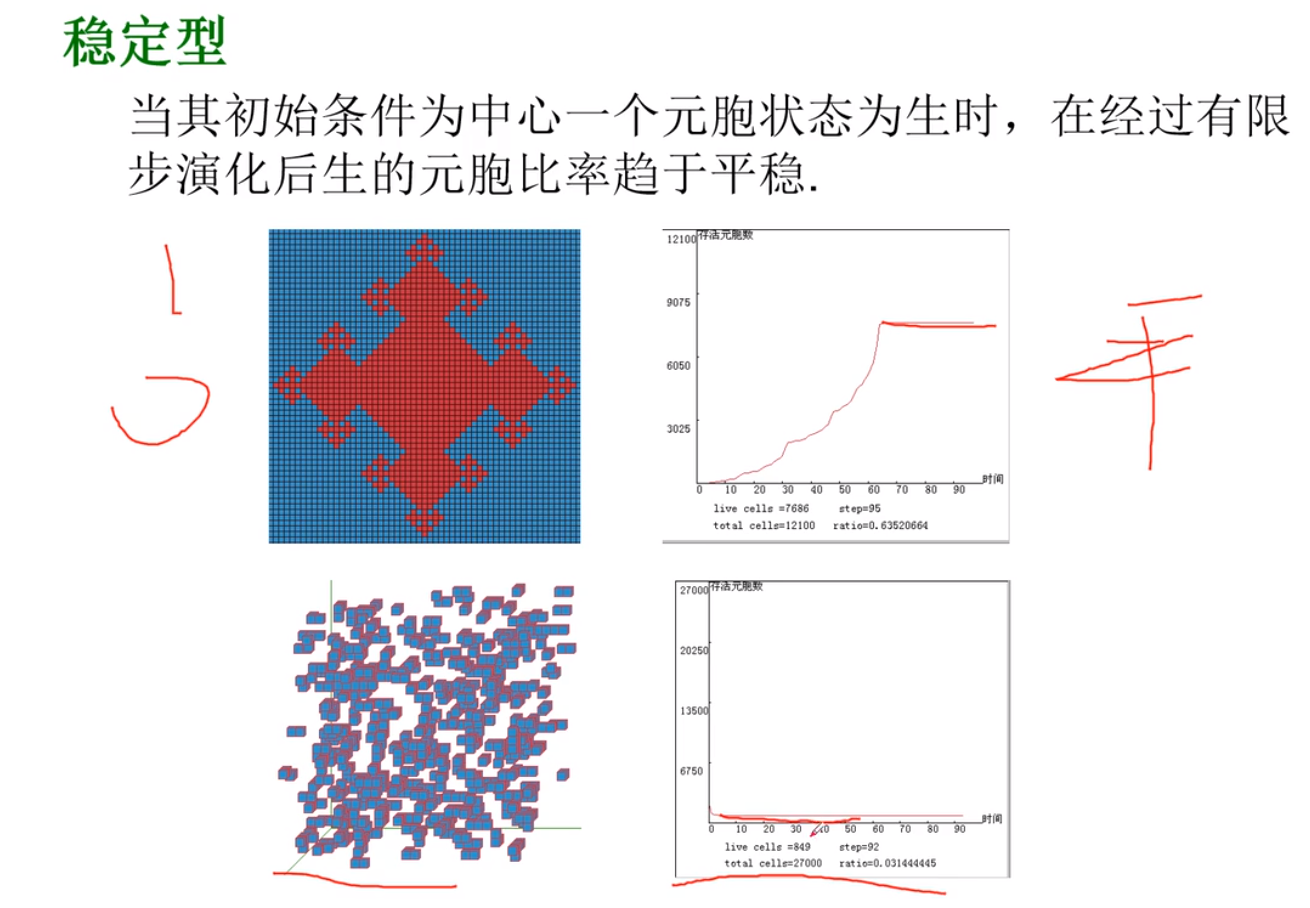 稳定型
当其初始条件为中心一个元胞状态为生时，在经过有限
步演化后生的元胞比率趋于平稳.
12100
存活元胞数
9075
6050
3025
0 10 20 30 40 50 60 70 80 90
时间
live cells =7686 step=95
total cells=12100 ratio=0.63520664
27000
存活元胞数
20250
13500
6750
0 10 20 30 40 50 60 70 80 90
时间
live cells =849 step=92
total cells=27000 ratio=0.031444445